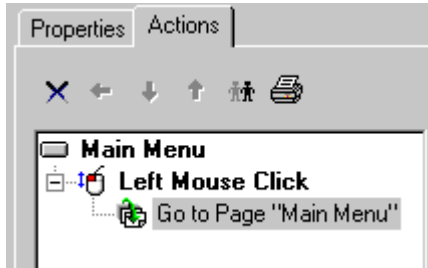 Properties Actions
Main Menu
Left Mouse Click
Go to Page "Main Menu"